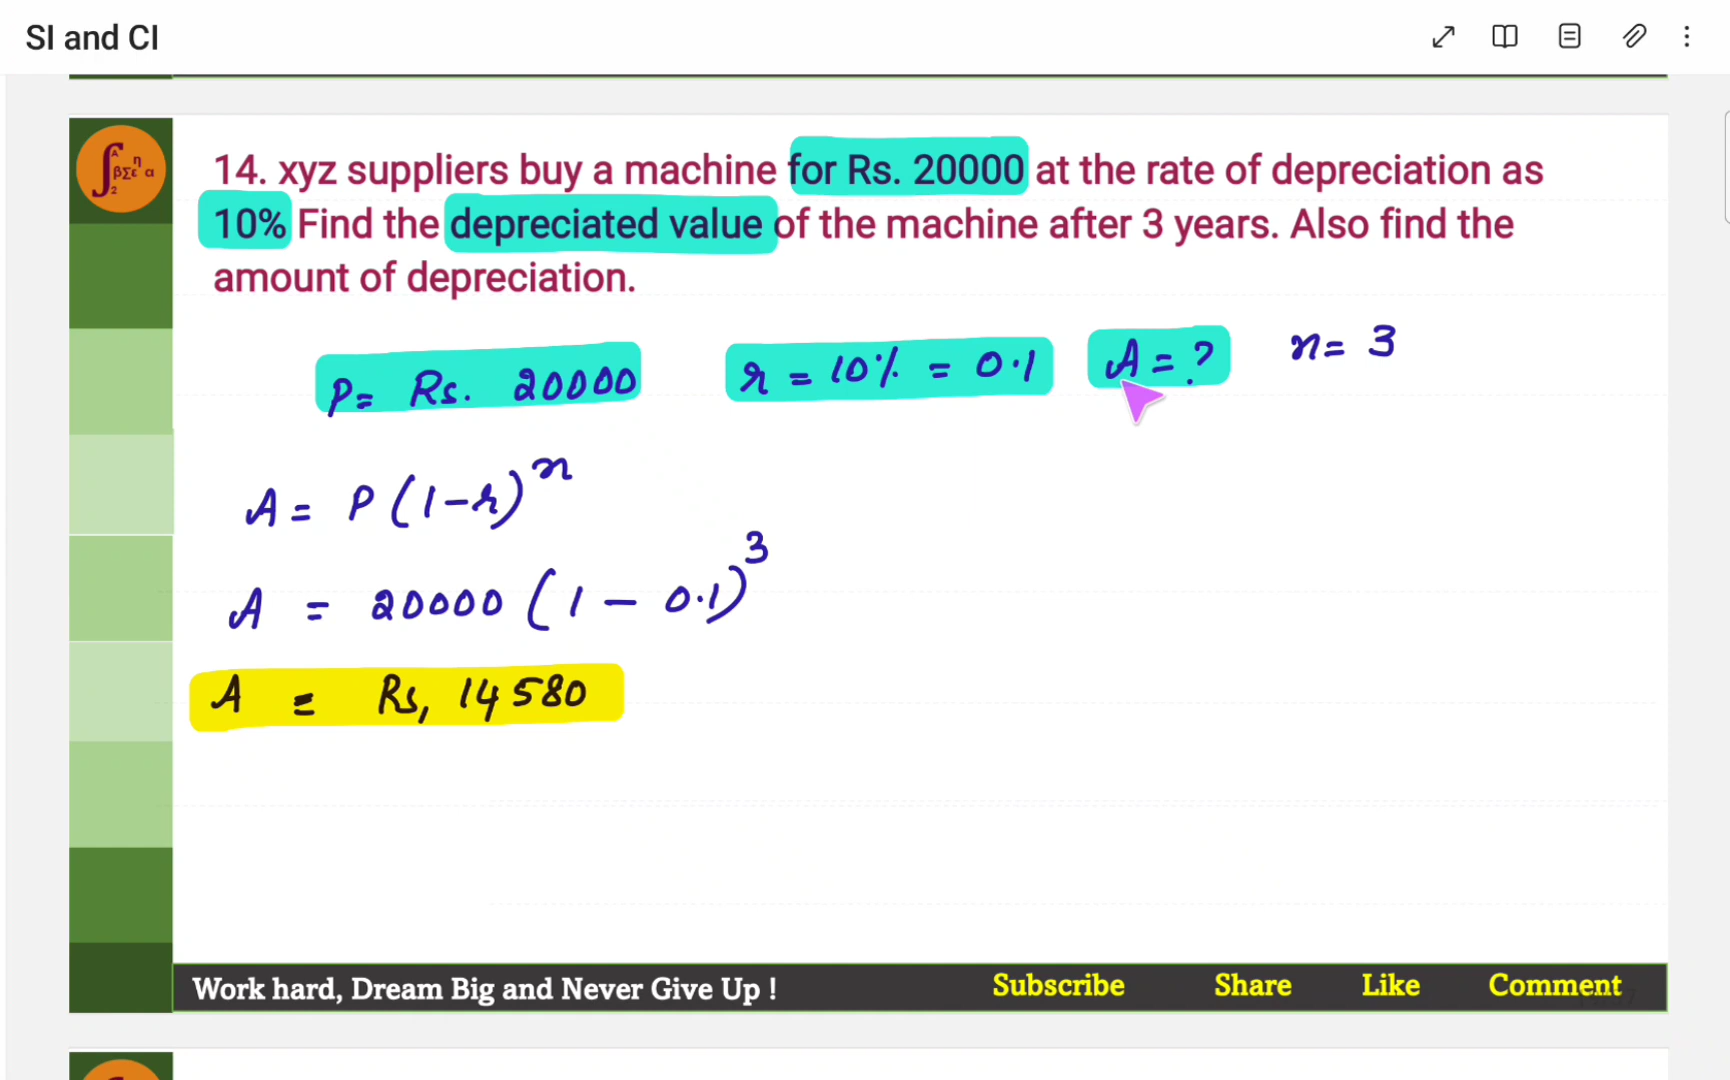 SI and CI
14. xyz suppliers buy a machine for Rs. 20000 at the rate of depreciation as
10% Find the depreciated value of the machine after 3 years. Also find the
amount of depreciation.
P= Rs. 20000 r = 10% = 0.1 A = ? n= 3
A = P (1-r)^n
A = 20000 (1 - 0.1)^3
A = Rs, 14580
Work hard, Dream Big and Never Give Up ! Subscribe Share Like Comment